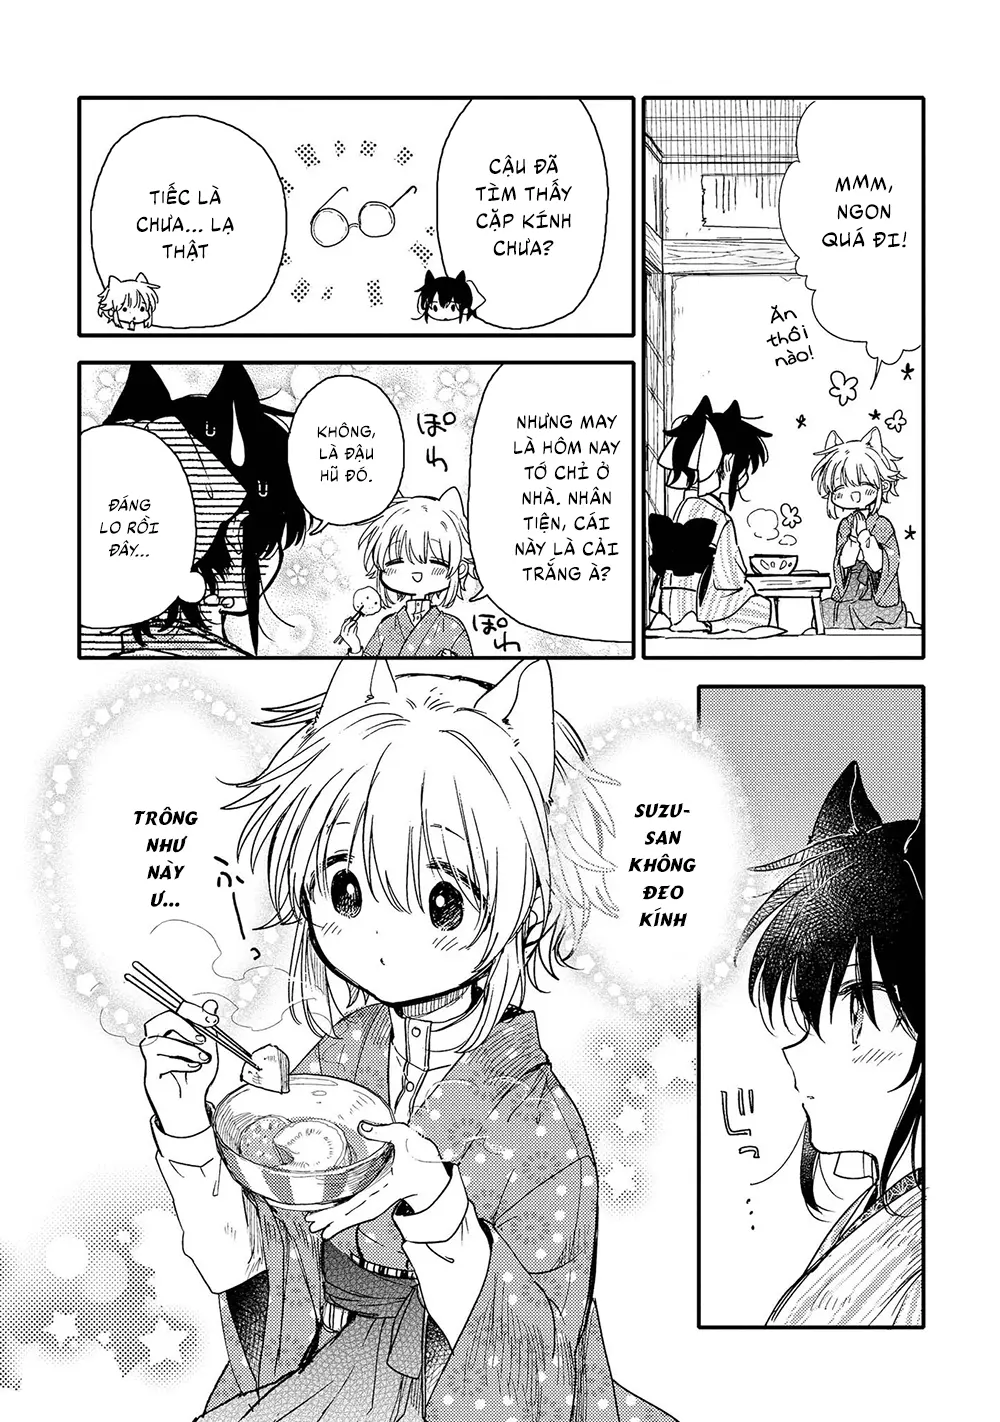 MMM,
NGON
QUÁ ĐI!
Ăn
thôi
nào!
CẬU ĐÃ
TÌM THẤY
CẶP KÍNH
CHƯA?
TIẾC LÀ
CHƯA... LẠ
THẬT
NHƯNG MAY
LÀ HÔM NAY
TỚ CHỈ Ở
NHÀ. NHÂN
TIỆN, CÁI
NÀY LÀ CẢI
TRẮNG À?
ぽわ
ぽわ
KHÔNG,
LÀ ĐẬU
HŨ ĐÓ.
ĐÁNG
LO RỒI
ĐÂY...
じっ...
SUZU-
SAN
KHÔNG
ĐEO
KÍNH
TRÔNG
NHƯ
NÀY
Ư...
ふーっ